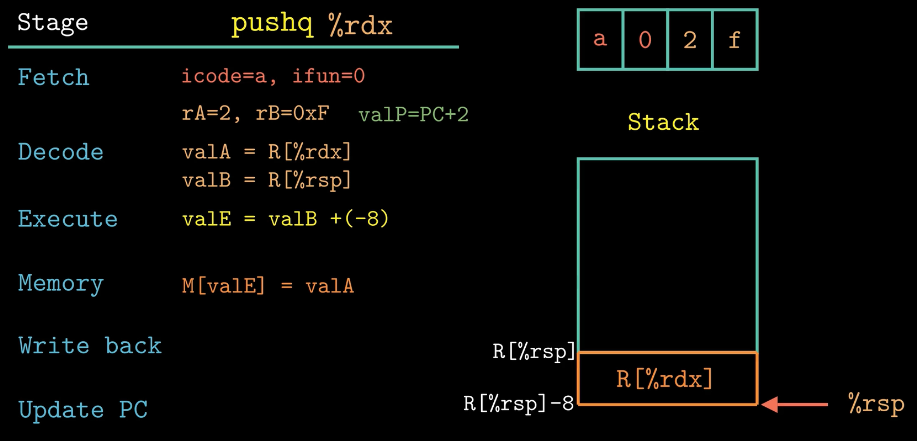 Stage pushq %rdx
Fetch icode=a, ifun=0
rA=2, rB=0xF valP=PC+2
Decode valA = R[%rdx]
valB = R[%rsp]
Execute valE = valB +(-8)
Memory M[valE] = valA
Write back
Update PC
a 0 2 f
Stack
R[%rsp]
R[%rdx]
R[%rsp]-8
%rsp